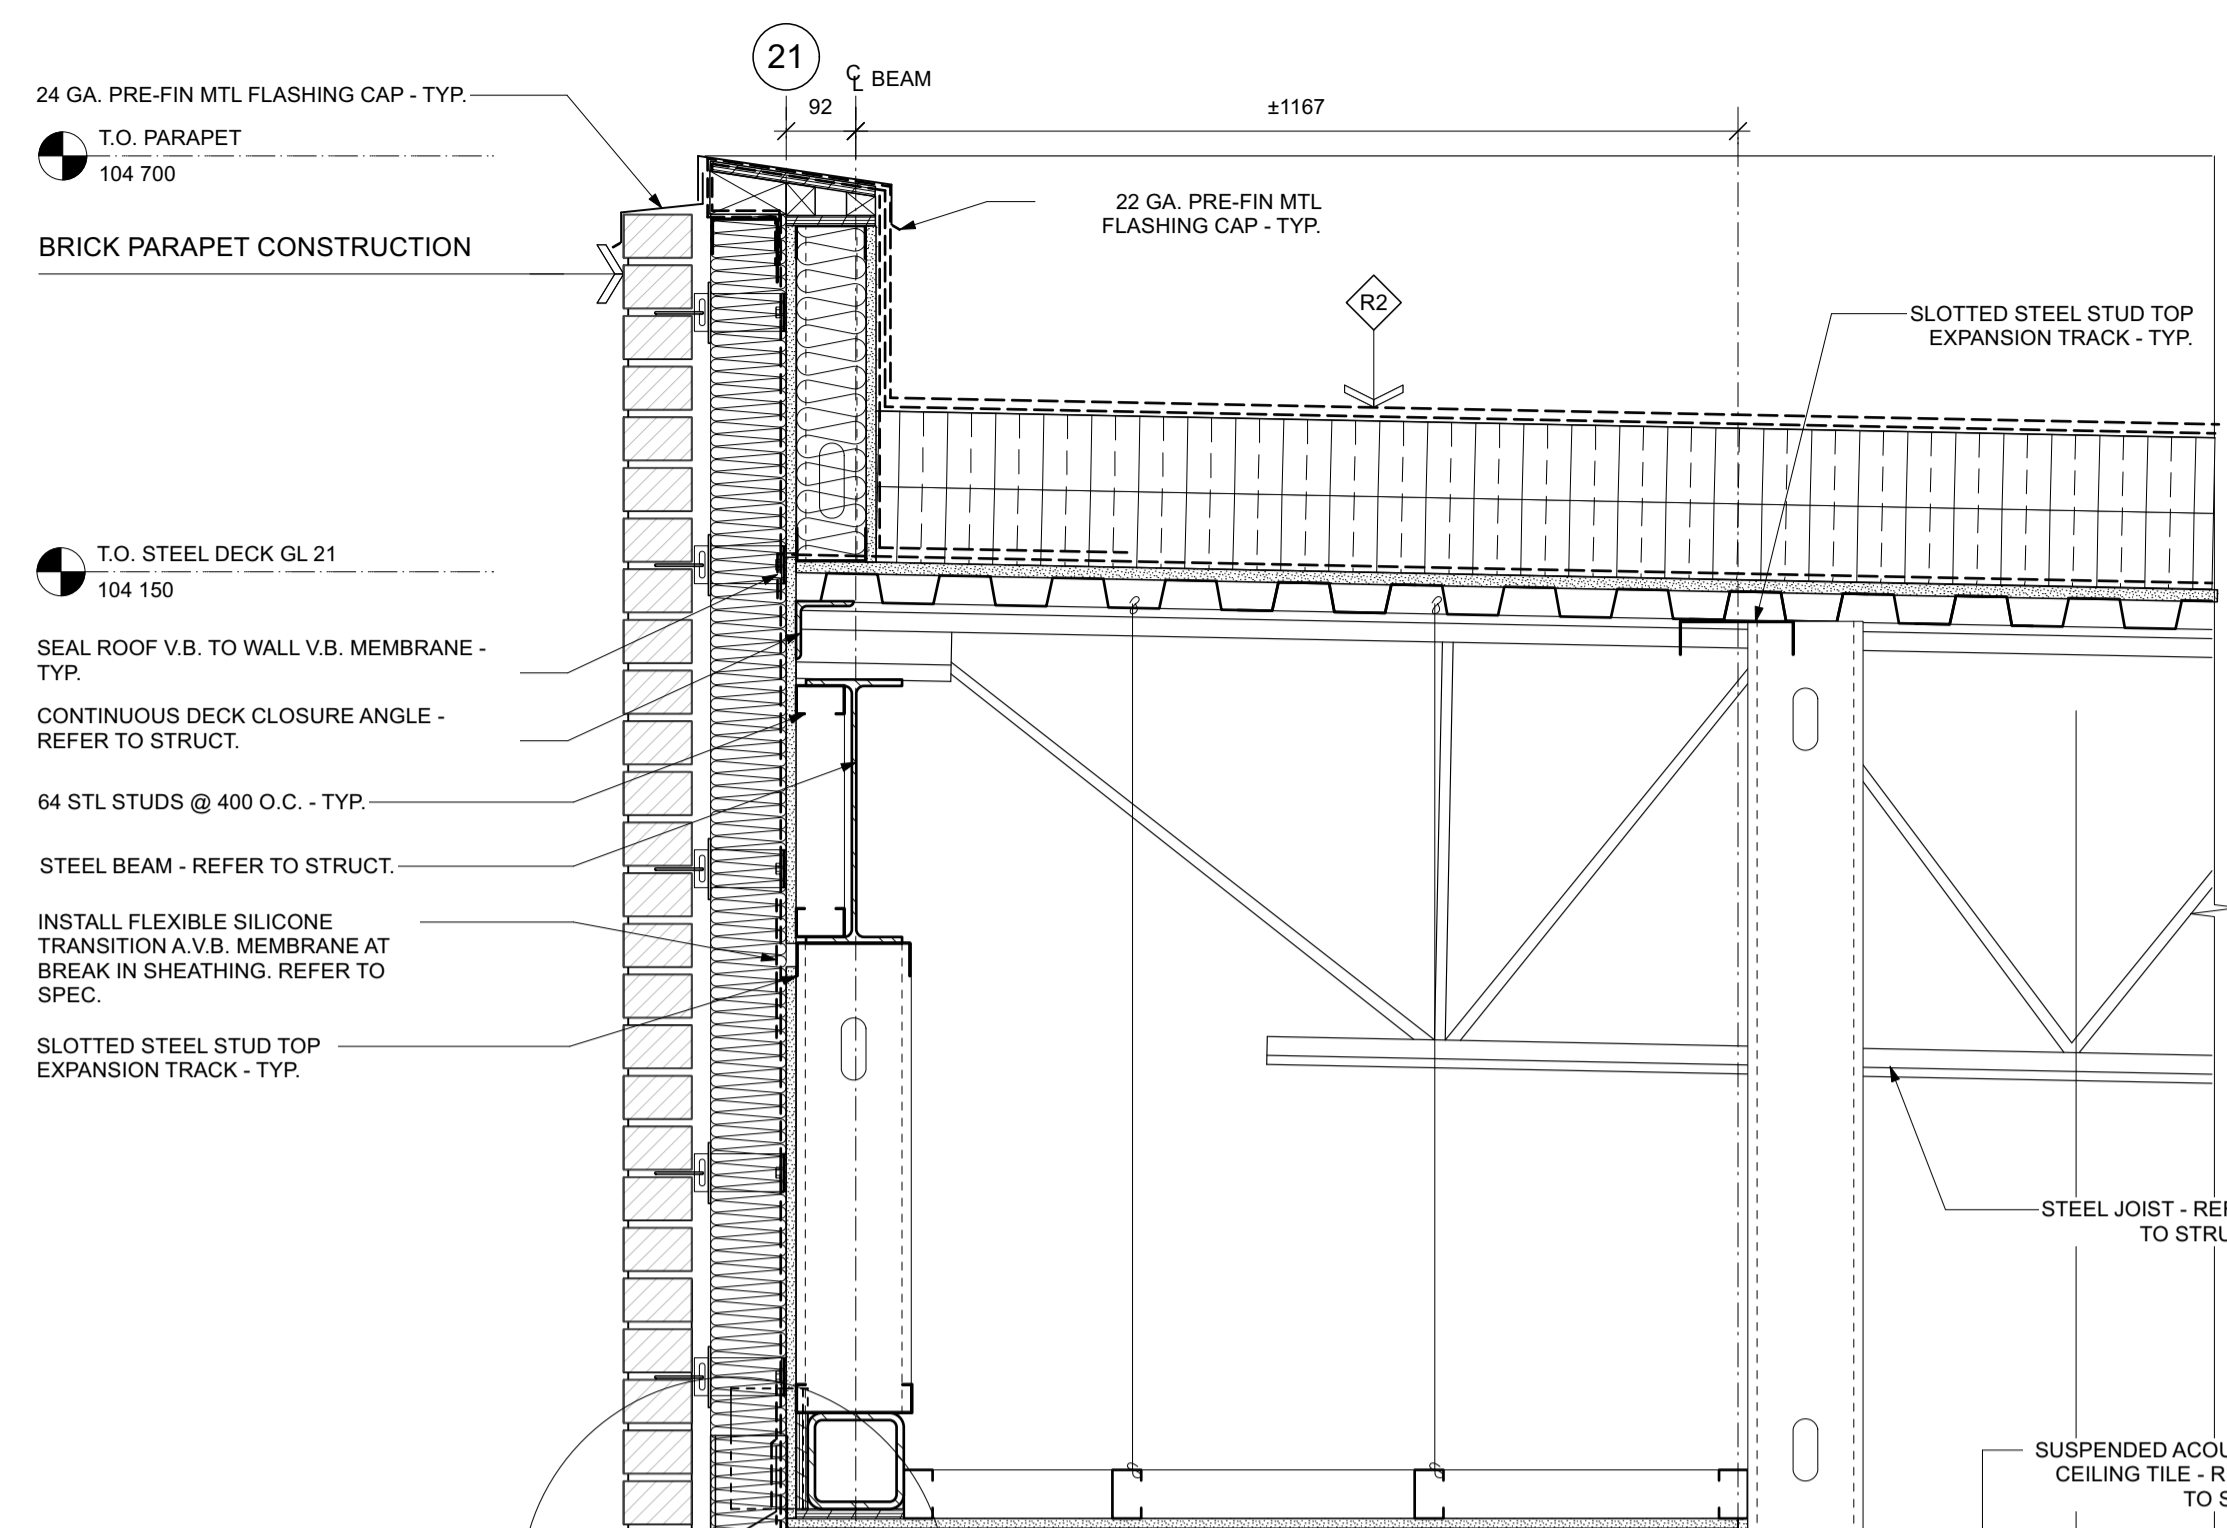 21
C L BEAM
24 GA. PRE-FIN MTL FLASHING CAP - TYP.
92
±1167
T.O. PARAPET
104 700
22 GA. PRE-FIN MTL
FLASHING CAP - TYP.
BRICK PARAPET CONSTRUCTION
R2
SLOTTED STEEL STUD TOP
EXPANSION TRACK - TYP.
T.O. STEEL DECK GL 21
104 150
SEAL ROOF V.B. TO WALL V.B. MEMBRANE -
TYP.
CONTINUOUS DECK CLOSURE ANGLE -
REFER TO STRUCT.
64 STL STUDS @ 400 O.C. - TYP.
STEEL BEAM - REFER TO STRUCT.
INSTALL FLEXIBLE SILICONE
TRANSITION A.V.B. MEMBRANE AT
BREAK IN SHEATHING. REFER TO
SPEC.
SLOTTED STEEL STUD TOP
EXPANSION TRACK - TYP.
STEEL JOIST -
TO
SUSPENDED
CEILING TILE -
TO